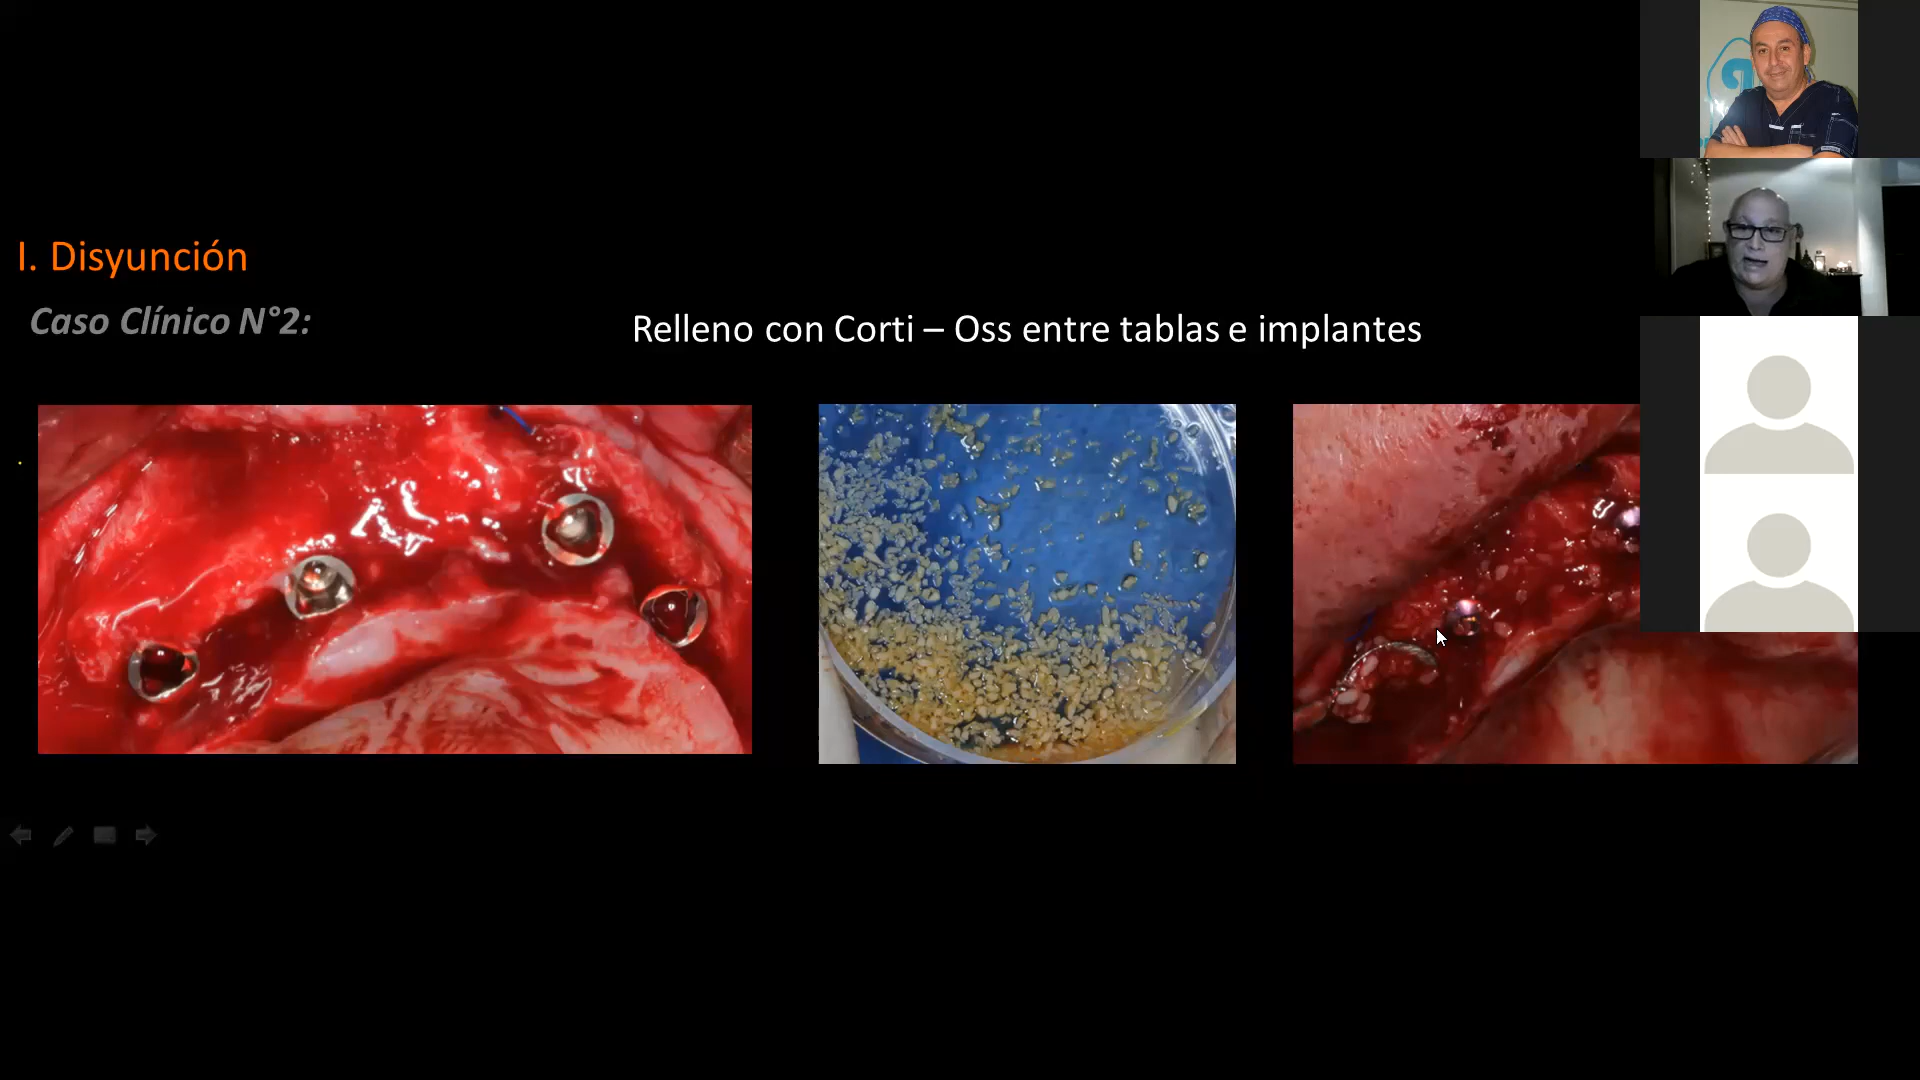 I. Disyunción
Caso Clínico N°2:
Relleno con Corti – Oss entre tablas e implantes